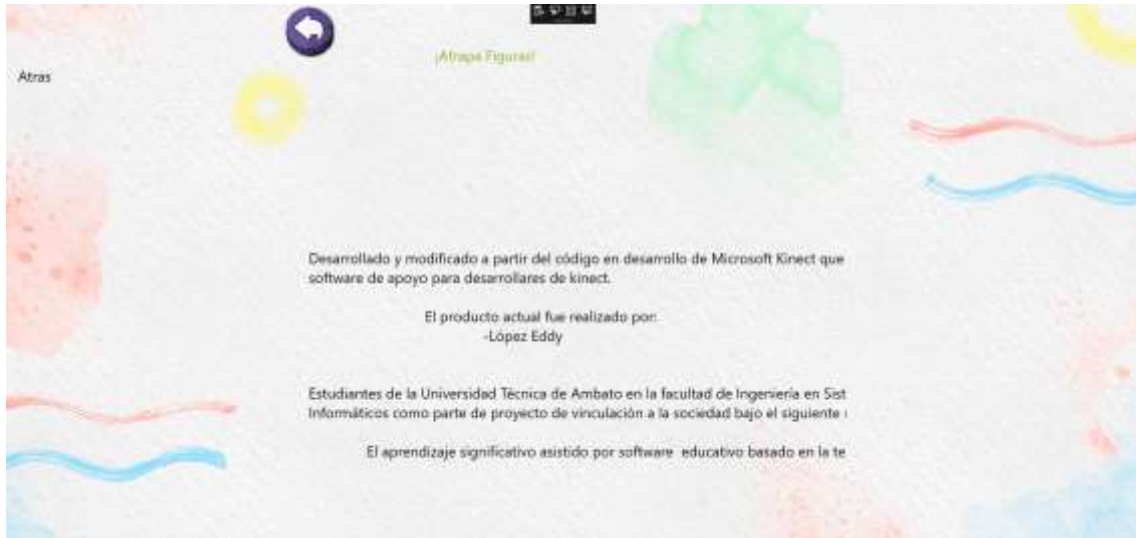 ¡Atrapa Figuras!
Atras
Desarrollado y modificado a partir del código en desarrollo de Microsoft Kinect que
software de apoyo para desarrollares de kinect.
El producto actual fue realizado por:
-López Eddy
Estudiantes de la Universidad Técnica de Ambato en la facultad de Ingeniería en Sist
Informáticos como parte de proyecto de vinculación a la sociedad bajo el siguiente
El aprendizaje significativo asistido por software educativo basado en la te